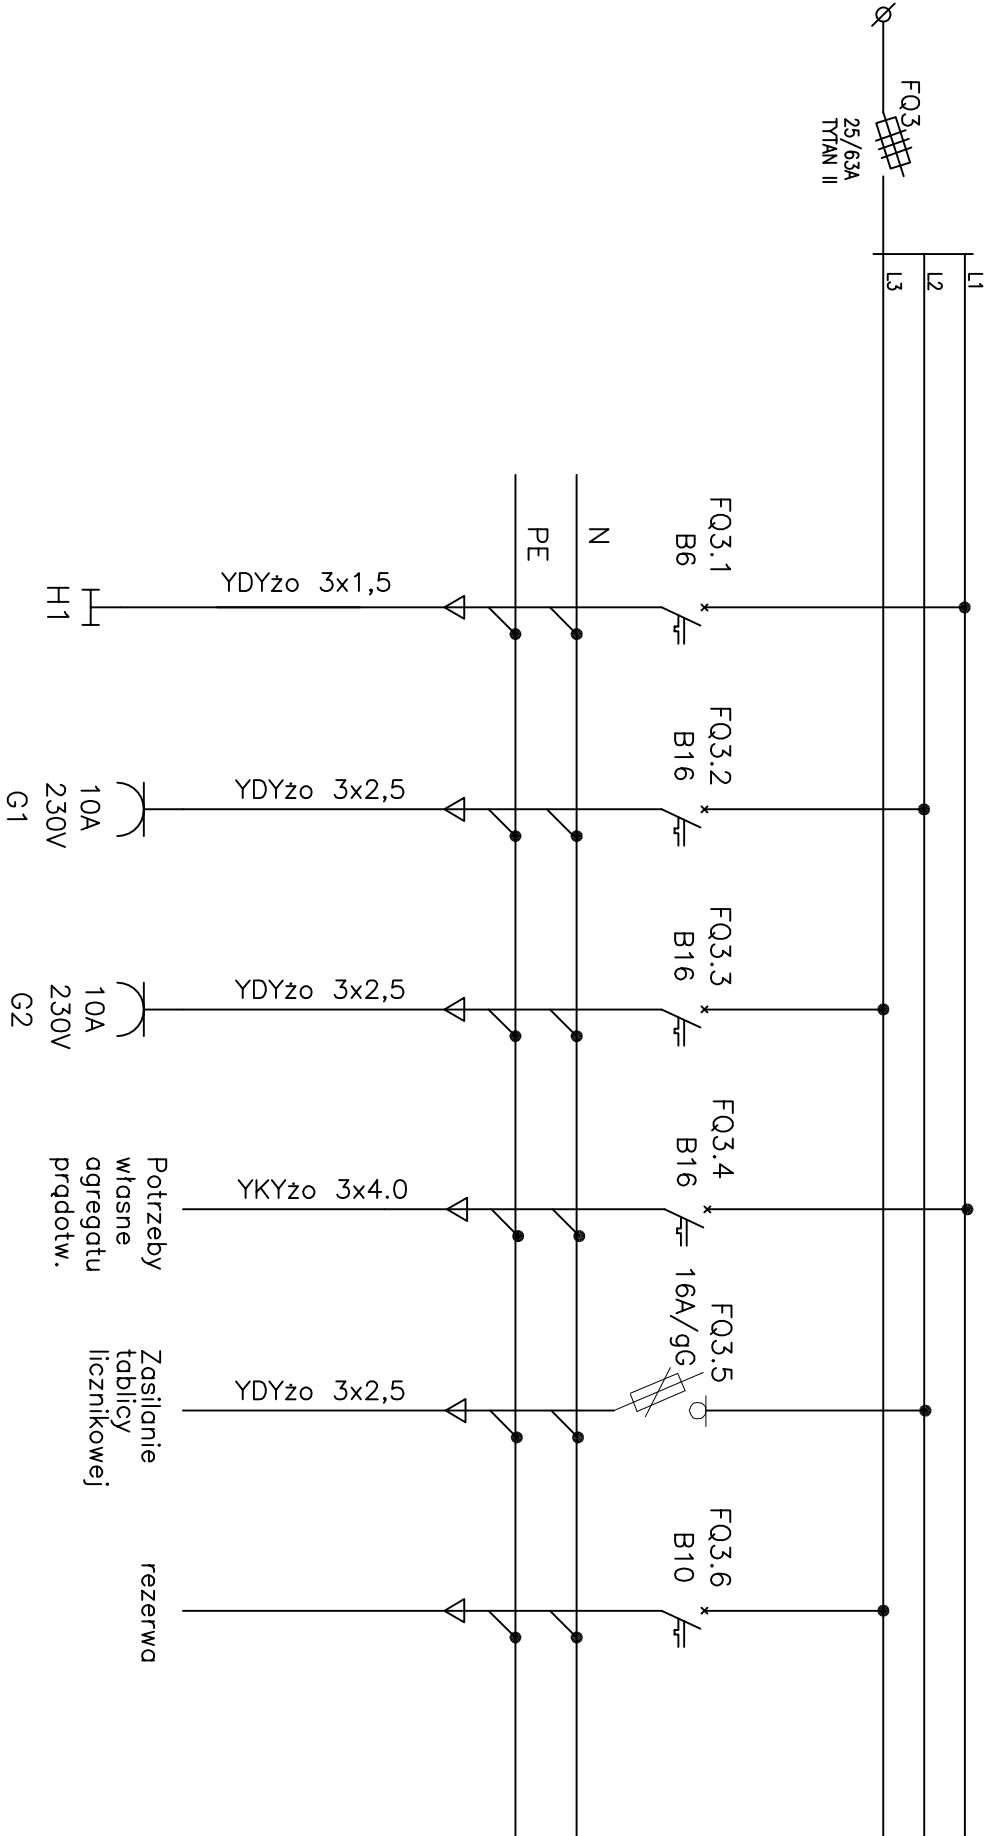 FQ3
25/63A
TYTAN II
L1
L2
L3
N
PE
FQ3.1
B6
YDYżo 3x1,5
H1
FQ3.2
B16
YDYżo 3x2,5
10A
230V
G1
FQ3.3
B16
YDYżo 3x2,5
10A
230V
G2
FQ3.4
B16
YKYżo 3x4.0
Potrzeby
własne
agregatu
prądotw.
FQ3.5
16A/gG
YDYżo 3x2,5
Zasilanie
tablicy
licznikowej
FQ3.6
B10
rezerwa